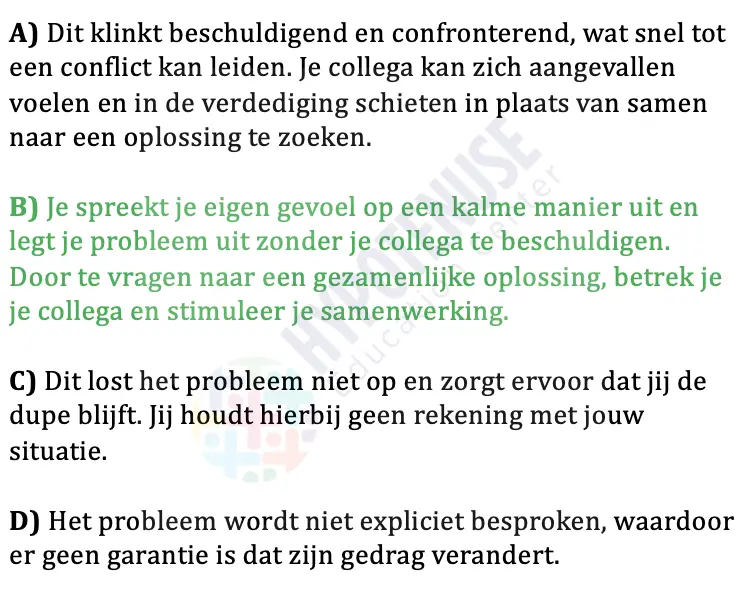 A) Dit klinkt beschuldigend en confronterend, wat snel tot
een conflict kan leiden. Je collega kan zich aangevallen
voelen en in de verdediging schieten in plaats van samen
naar een oplossing te zoeken.
B) Je spreekt je eigen gevoel op een kalme manier uit en
legt je probleem uit zonder je collega te beschuldigen.
Door te vragen naar een gezamenlijke oplossing, betrek je
je collega en stimuleer je samenwerking.
C) Dit lost het probleem niet op en zorgt ervoor dat jij de
dupe blijft. Jij houdt hierbij geen rekening met jouw
situatie.
D) Het probleem wordt niet expliciet besproken, waardoor
er geen garantie is dat zijn gedrag verandert.
HYPOTENUSE
Education Center